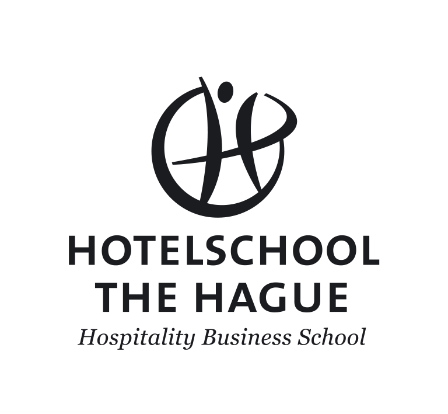 HOTELSCHOOL
THE HAGUE
Hospitality Business School